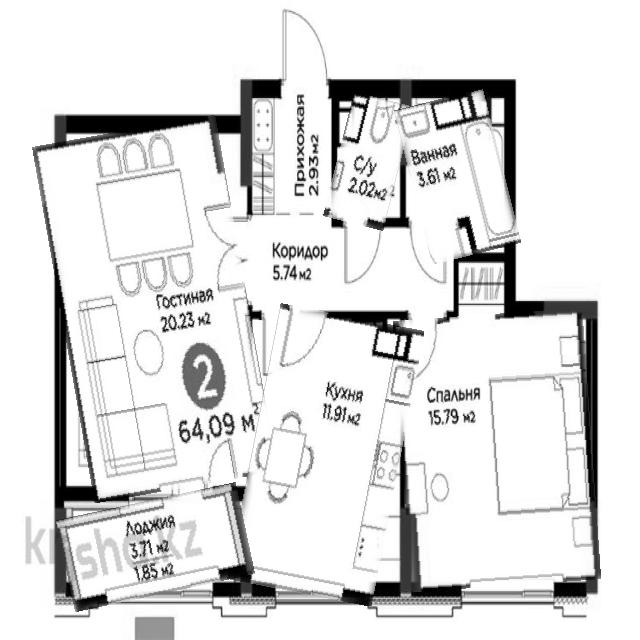 Прихожая
2.93 м2
С/у
2.02 м2
Ванная
3.61 м2
Коридор
5.74 м2
Гостиная
20.23 м2
2
64,09 м2
Кухня
11.91 м2
Спальня
15.79 м2
Лоджия
3.71 м2
1.85 м2